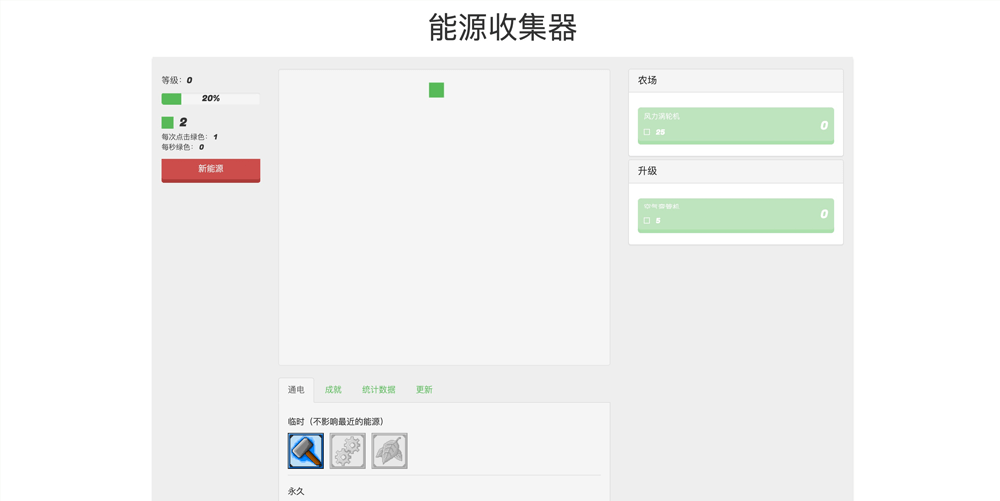 能源收集器
等级： 0
20%
2
每次点击绿色： 1
每秒绿色： 0
新能源
通电
成就
统计数据
更新
临时（不影响最近的能源）
永久
农场
风力涡轮机
25
0
升级
5
0